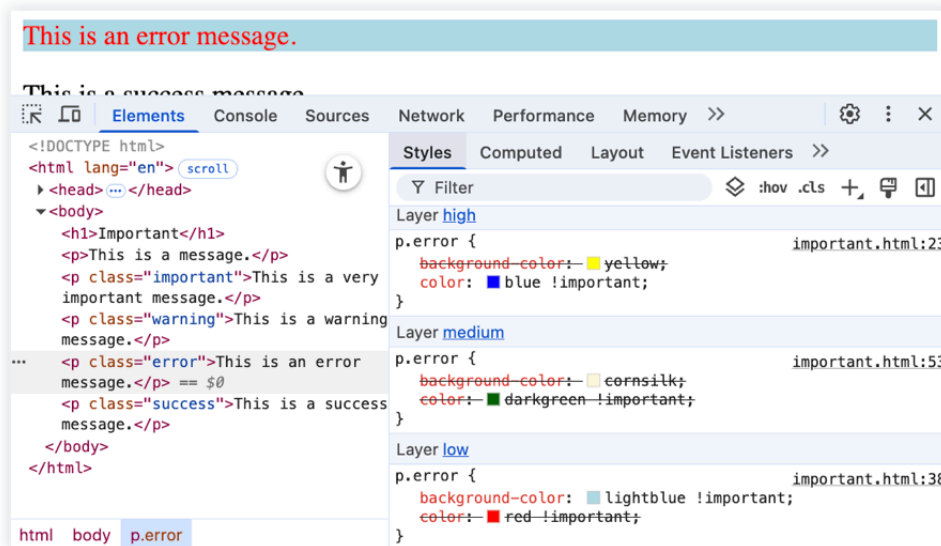 This is an error message.
This is a success message.
Elements Console Sources Network Performance Memory
<!DOCTYPE html>
<html lang="en"> scroll
<head> ... </head>
<body>
<h1>Important</h1>
<p>This is a message.</p>
<p class="important">This is a very
important message.</p>
<p class="warning">This is a warning
message.</p>
... <p class="error">This is an error
message.</p> == $0
<p class="success">This is a success
message.</p>
</body>
</html>
html body p.error
Styles Computed Layout Event Listeners
Filter :hov .cls
Layer high
p.error { important.html:23
background-color: yellow;
color: blue !important;
}
Layer medium
p.error { important.html:53
background-color: cornsilk;
color: darkgreen !important;
}
Layer low
p.error { important.html:38
background-color: lightblue !important;
color: red !important;
}